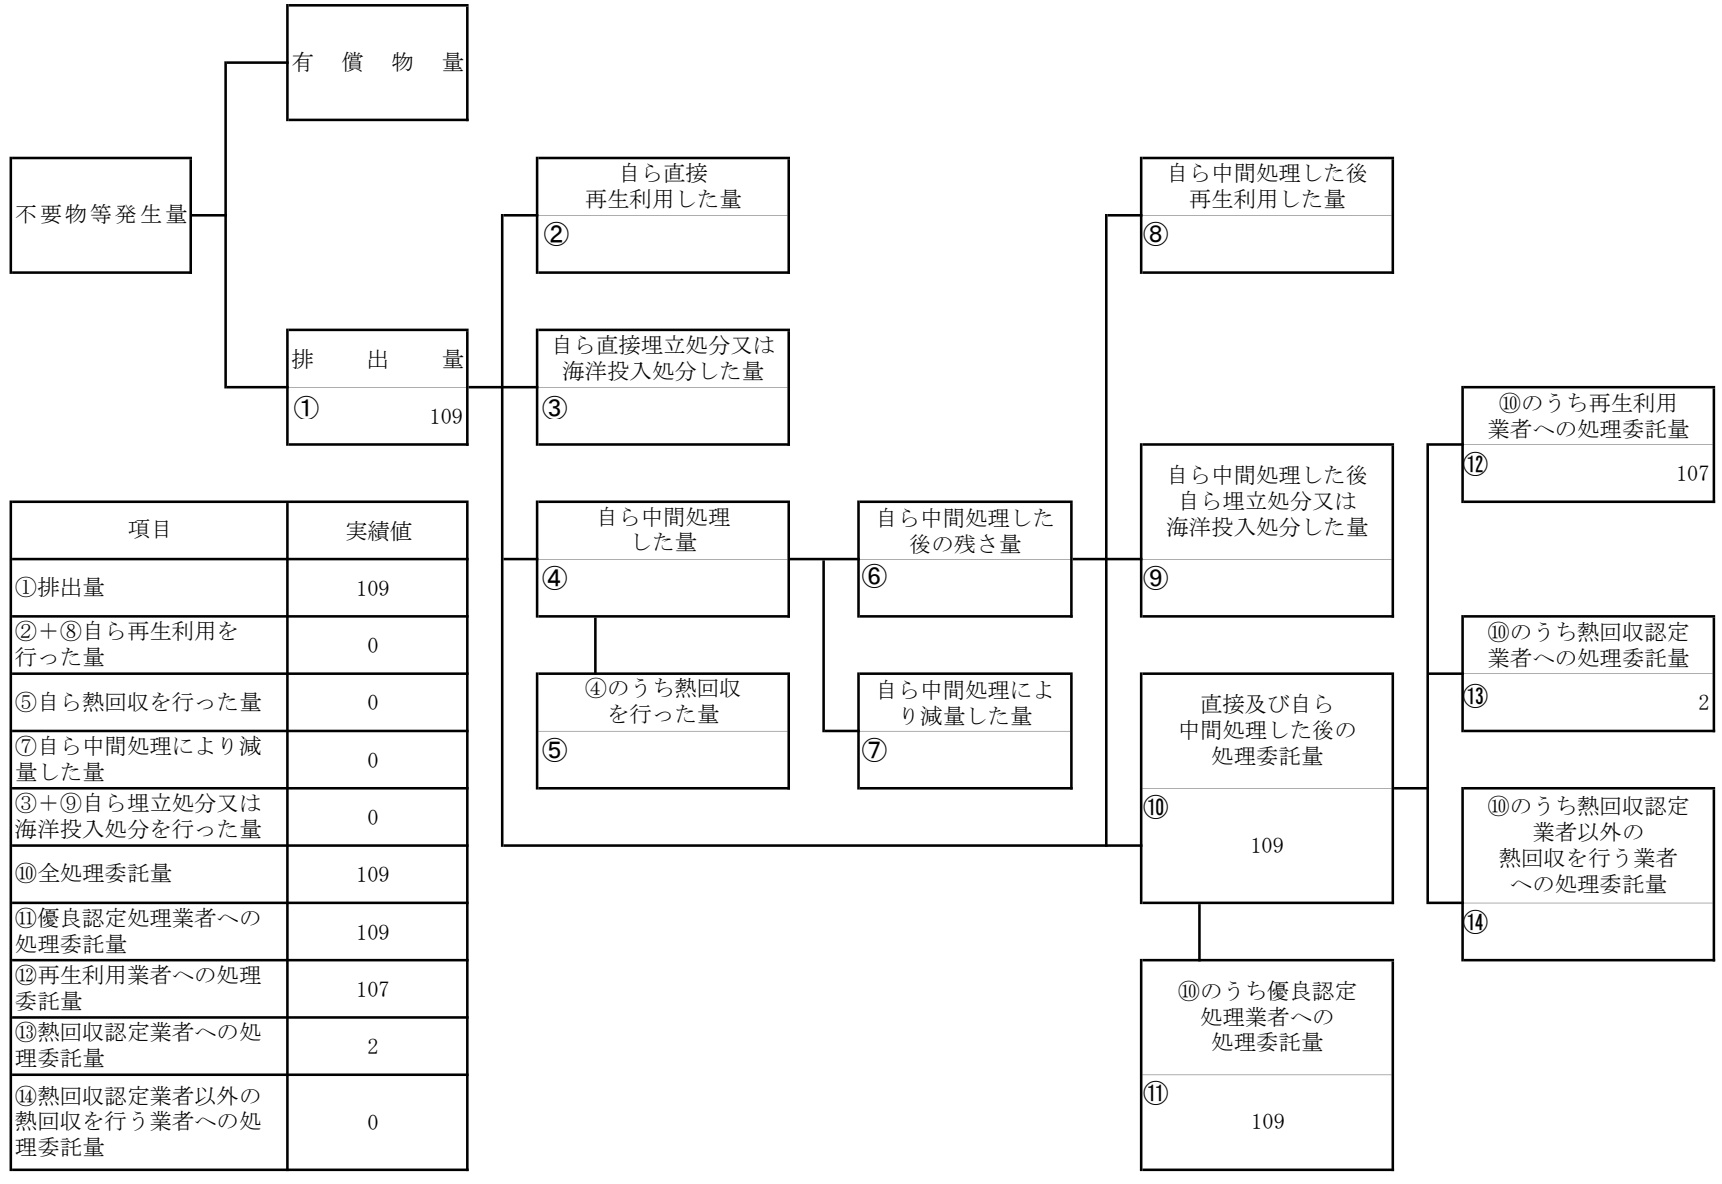 有償物量
不要物等発生量
自ら直接
再生利用した量
②
自ら中間処理した後
再生利用した量
⑧
排出量
①
109
自ら直接埋立処分又は
海洋投入処分した量
③
⑩のうち再生利用
業者への処理委託量
⑫
107
自ら中間処理
した量
④
自ら中間処理した
後の残さ量
⑥
自ら中間処理した後
自ら埋立処分又は
海洋投入処分した量
⑨
⑩のうち熱回収認定
業者への処理委託量
⑬
2
④のうち熱回収
を行った量
⑤
自ら中間処理によ
り減量した量
⑦
直接及び自ら
中間処理した後の
処理委託量
⑩
109
⑩のうち熱回収認定
業者以外の
熱回収を行う業者
への処理委託量
⑭
⑩のうち優良認定
処理業者への
処理委託量
⑪
109
項目 実績値
①排出量 109
②＋⑧自ら再生利用を
行った量 0
⑤自ら熱回収を行った量 0
⑦自ら中間処理により減
量した量 0
③＋⑨自ら埋立処分又は
海洋投入処分を行った量 0
⑩全処理委託量 109
⑪優良認定処理業者への
処理委託量 109
⑫再生利用業者への処理
委託量 107
⑬熱回収認定業者への処
理委託量 2
⑭熱回収認定業者以外の
熱回収を行う業者への処 0
理委託量